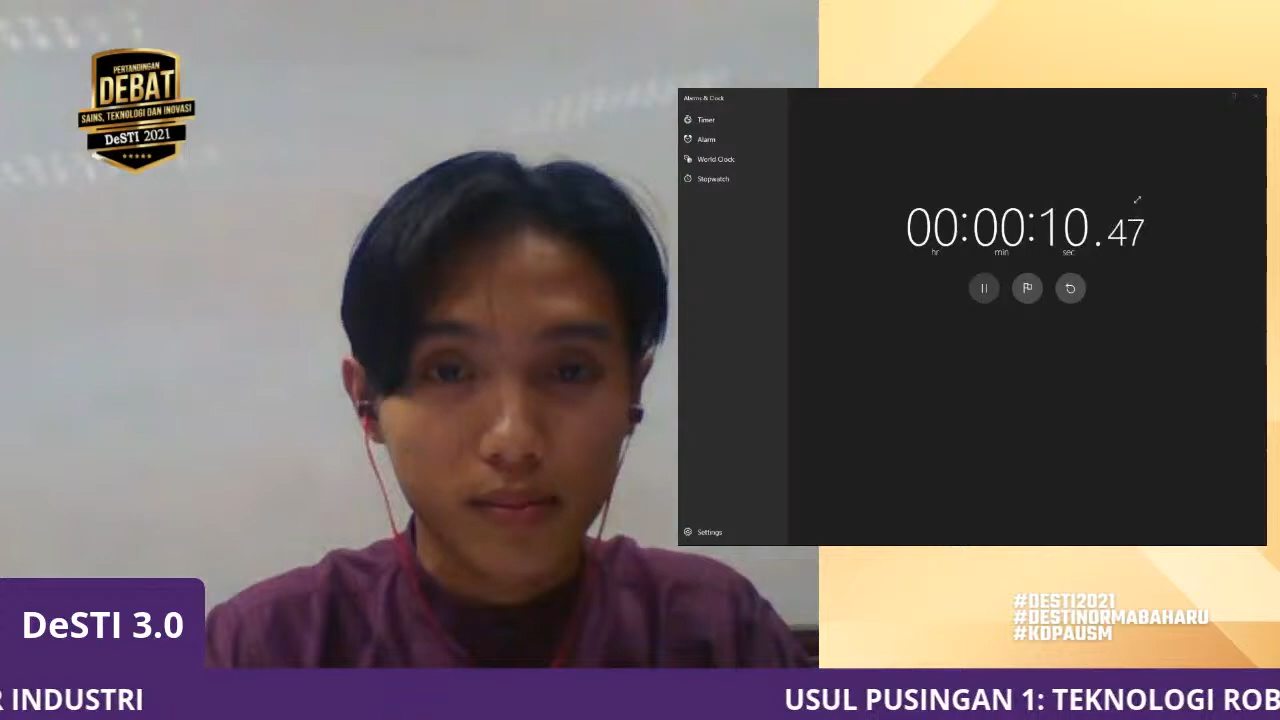 PERTANDINGAN
DEBAT
SAINS, TEKNOLOGI DAN INOVASI
DeSTI 2021
Alarms & Clock
Timer
Alarm
World Clock
Stopwatch
00:00:10.47
hr min sec
Settings
DeSTI 3.0
#DESTI2021
#DESTINORMABAHARU
#KDPAUSM
R INDUSTRI
USUL PUSINGAN 1: TEKNOLOGI ROB